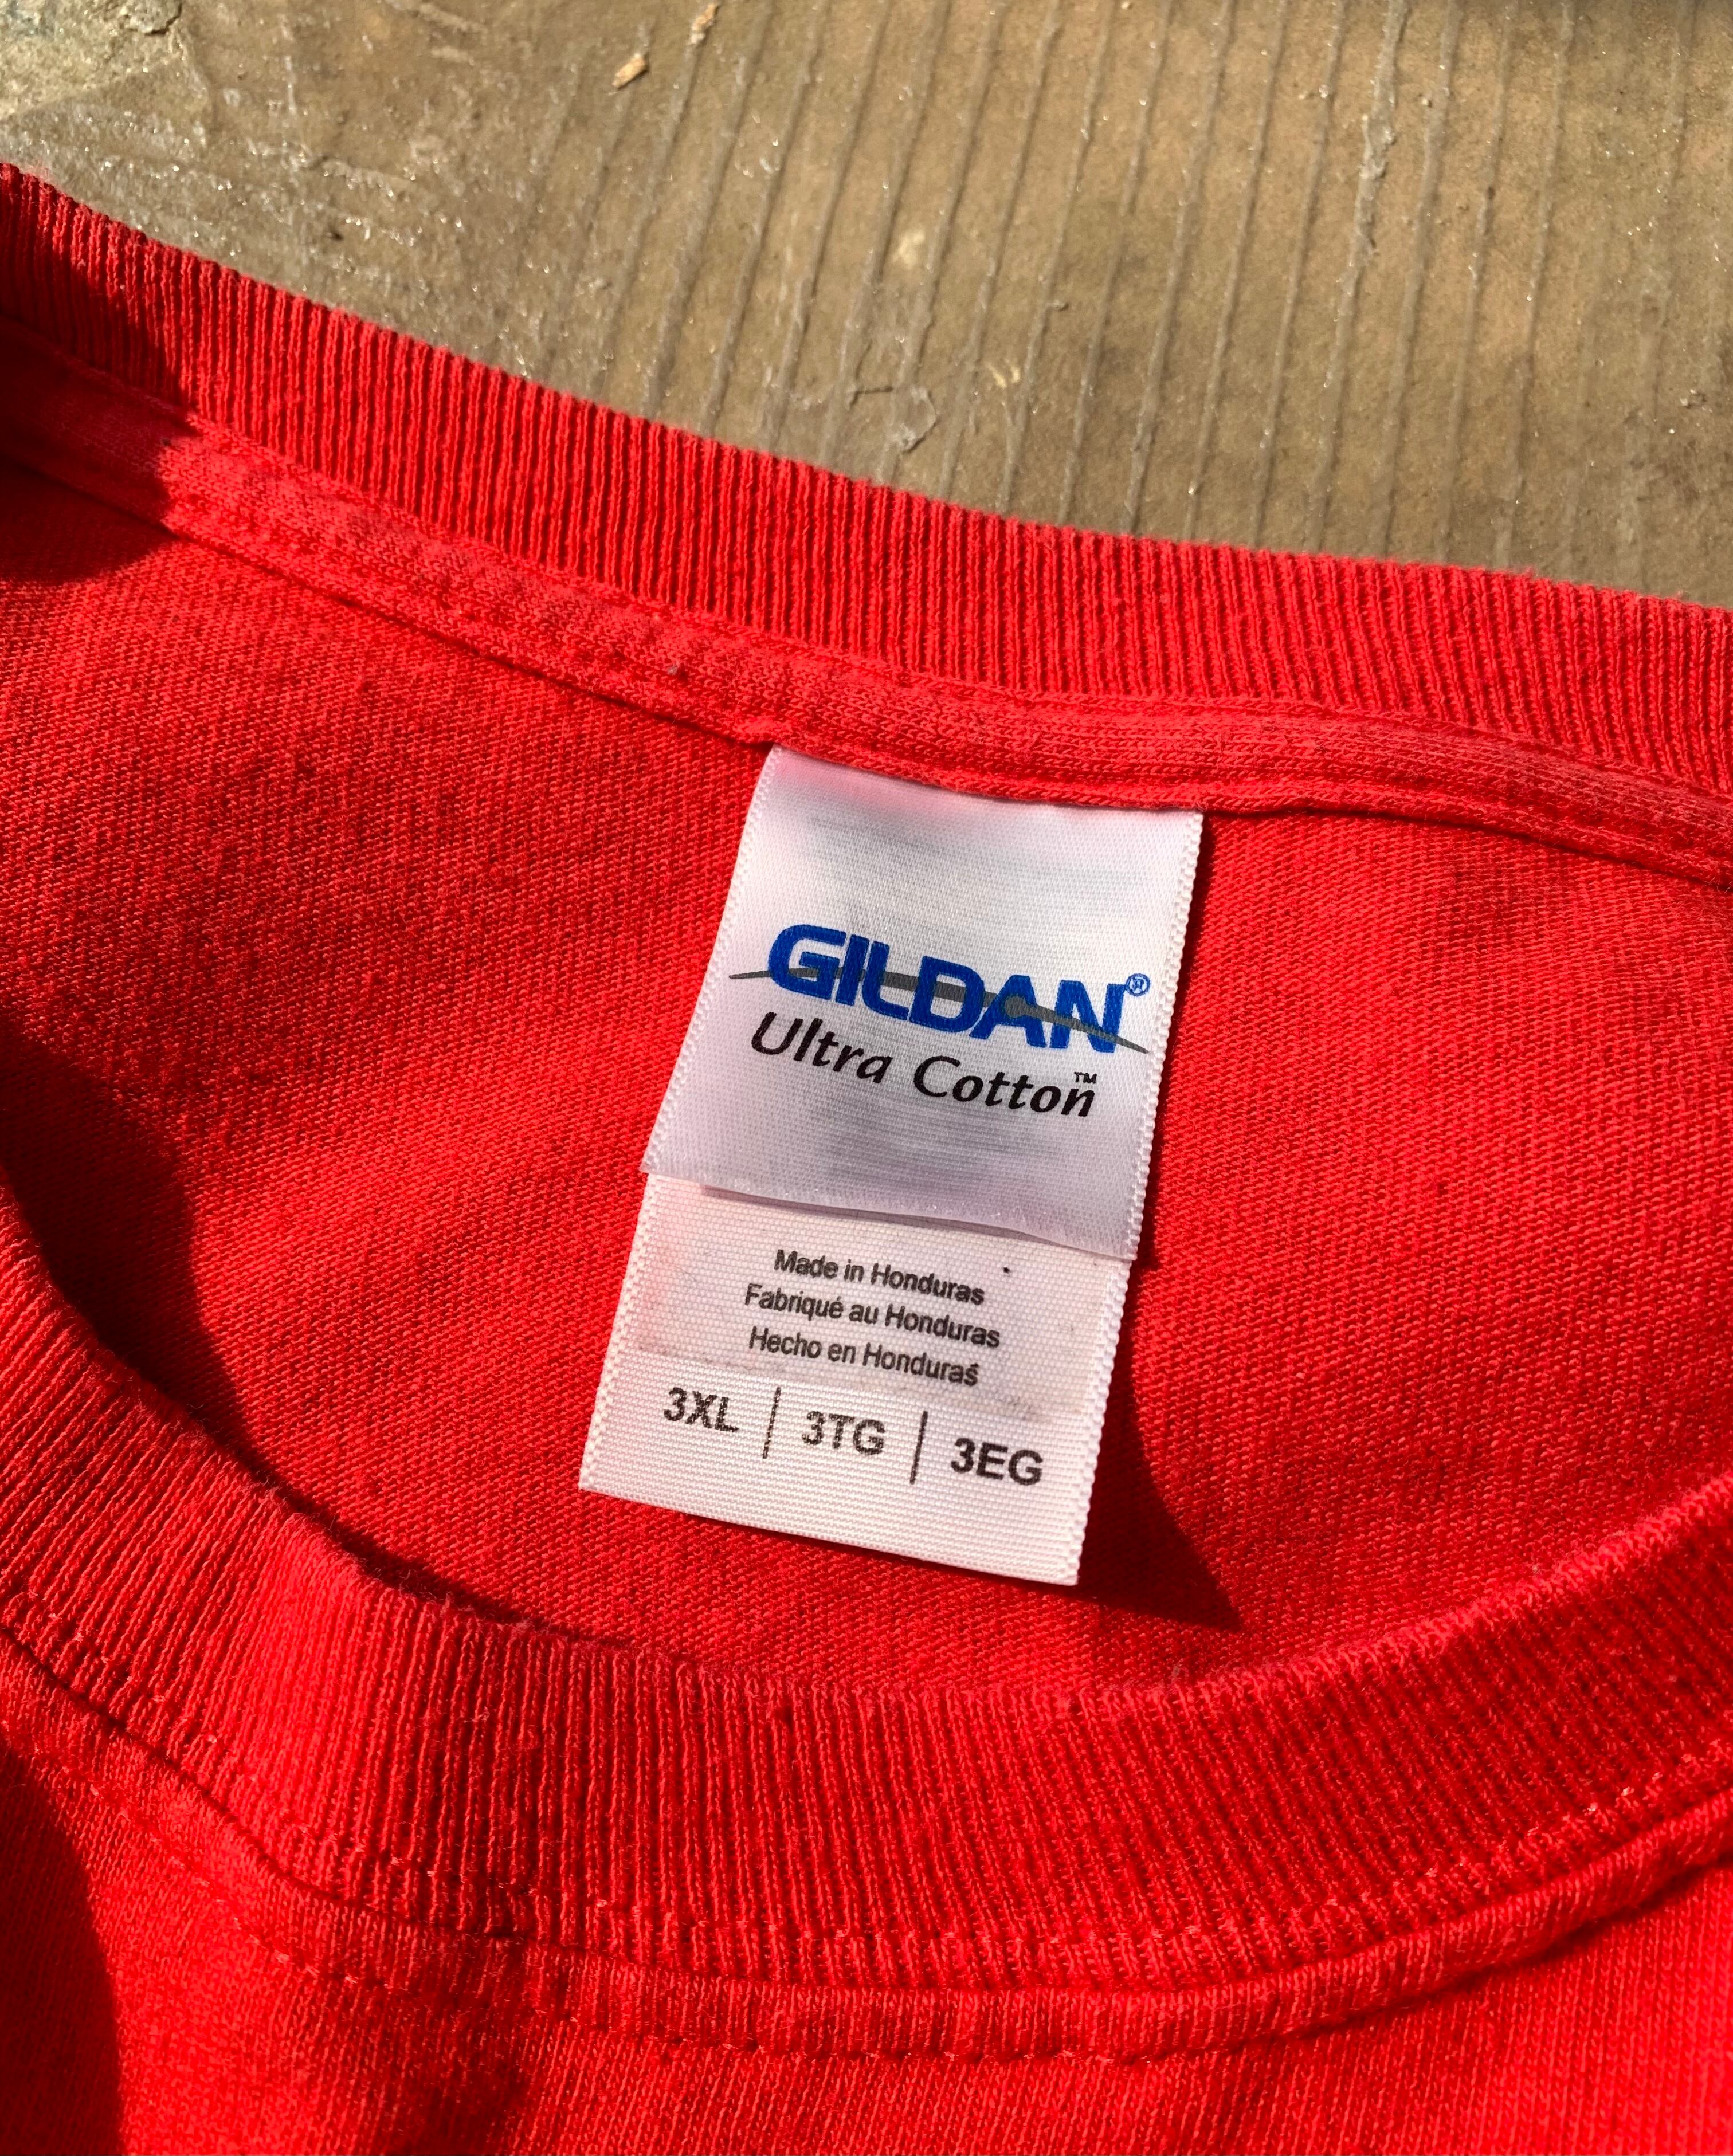 GILDAN®
Ultra Cotton™
Made in Honduras
Fabriqué au Honduras
Hecho en Honduras
3XL | 3TG | 3EG